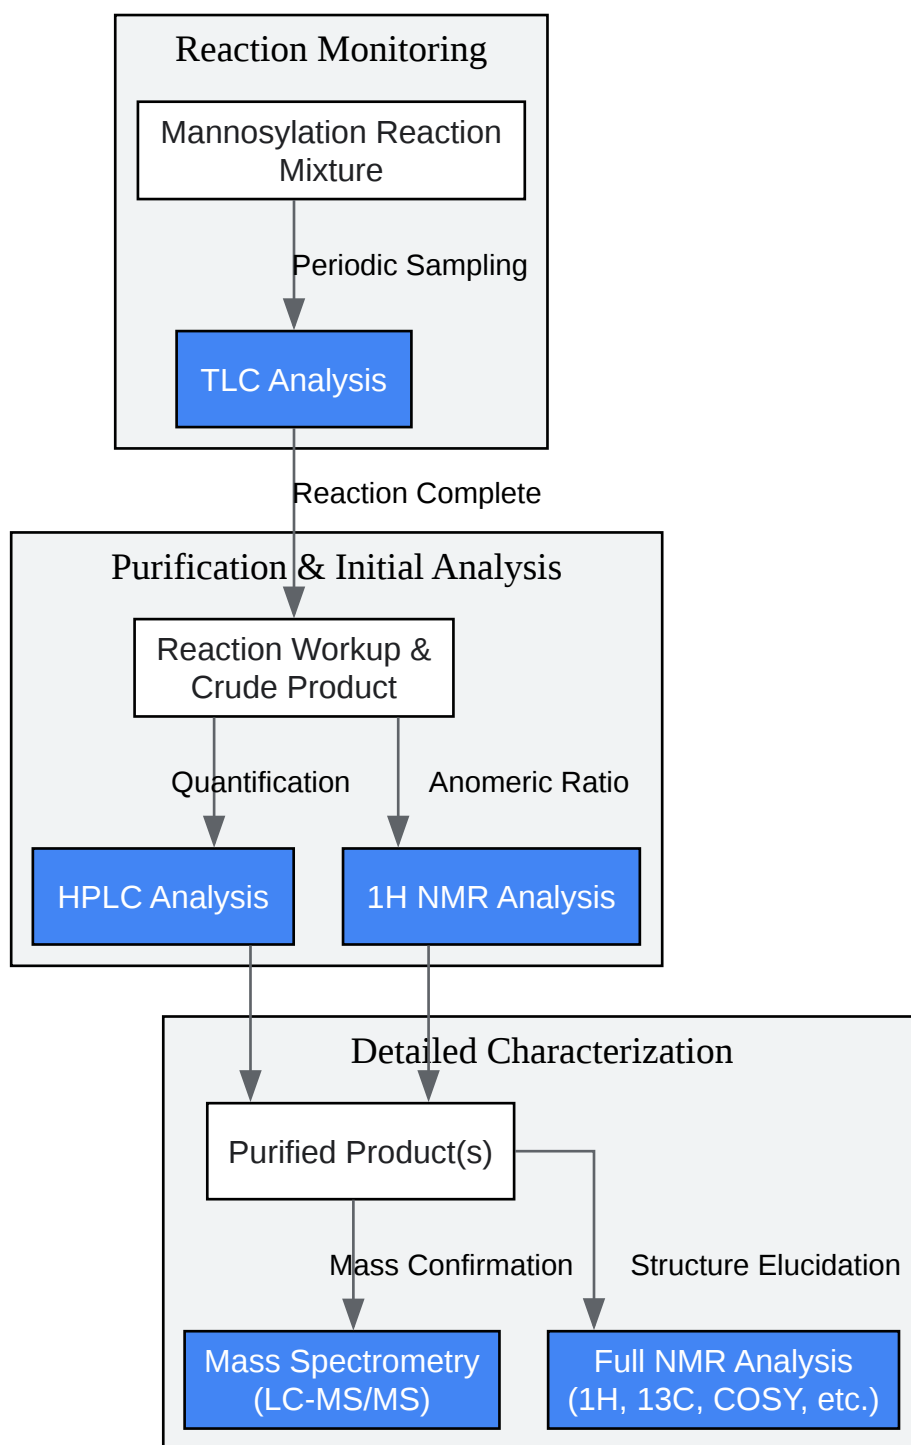 Reaction Monitoring
Mannosylation Reaction
Mixture
Periodic Sampling
TLC Analysis
Reaction Complete
Purification & Initial Analysis
Reaction Workup &
Crude Product
Quantification
Anomeric Ratio
HPLC Analysis
1H NMR Analysis
Detailed Characterization
Purified Product(s)
Mass Confirmation
Structure Elucidation
Mass Spectrometry
(LC-MS/MS)
Full NMR Analysis
(1H, 13C, COSY, etc.)